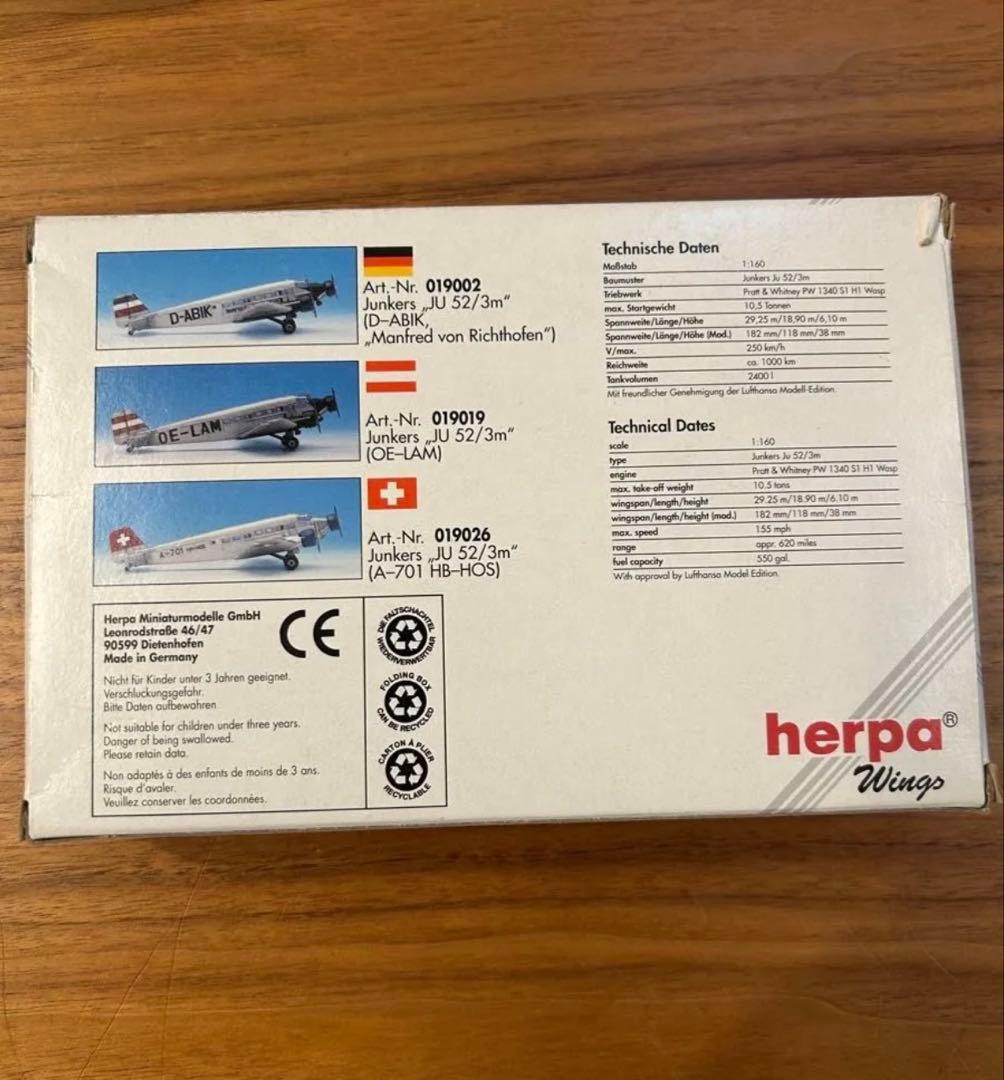 D-ABIK
Art.-Nr. 019002
Junkers „JU 52/3m“
(D–ABIK,
„Manfred von Richthofen“)
OE-LAM
Art.-Nr. 019019
Junkers „JU 52/3m“
(OE–LAM)
A-701
Art.-Nr. 019026
Junkers „JU 52/3m“
(A–701 HB–HOS)
Technische Daten
Maßstab 1:160
Baumuster Junkers Ju 52/3m
Triebwerk Pratt & Whitney PW 1340 S1 H1 Wasp
max. Startgewicht 10,5 Tonnen
Spannweite/Länge/Höhe 29,25 m/18,90 m/6,10 m
Spannweite/Länge/Höhe (Mod.) 182 mm/118 mm/38 mm
V/max. 250 km/h
Reichweite ca. 1000 km
Tankvolumen 2400 l
Mit freundlicher Genehmigung der Lufthansa Modell-Edition.
Technical Dates
scale 1:160
type Junkers Ju 52/3m
engine Pratt & Whitney PW 1340 S1 H1 Wasp
max. take-off weight 10.5 tons
wingspan/length/height 29.25 m/18.90 m/6.10 m
wingspan/length/height (mod.) 182 mm/118 mm/38 mm
max. speed 155 mph
range appr. 620 miles
fuel capacity 550 gal.
With approval by Lufthansa Model Edition.
Herpa Miniaturmodelle GmbH
Leonrodstraße 46/47
90599 Dietenhofen
Made in Germany
CE
Nicht für Kinder unter 3 Jahren geeignet.
Verschluckungsgefahr.
Bitte Daten aufbewahren
Not suitable for children under three years.
Danger of being swallowed.
Please retain data.
Non adaptés à des enfants de moins de 3 ans.
Risque d'avaler.
Veuillez conserver les coordonnées.
DIE FALTSCHACHTEL
WIEDERVERWERTBAR
FOLDING BOX
CAN BE RECYCLED
CARTON À PLIER
RECYCLABLE
herpa®
Wings